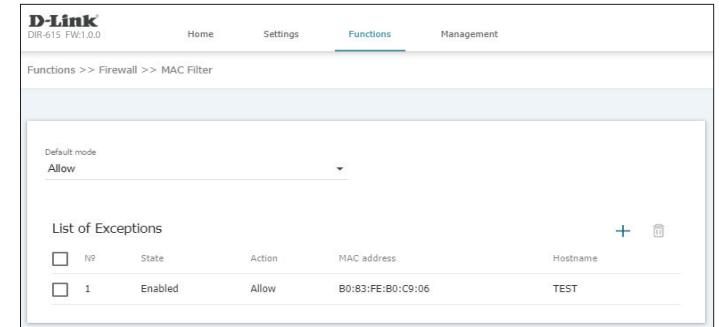 D-Link
DIR-615 FW:1.0.0 Home Settings Functions Management
Functions >> Firewall >> MAC Filter
Default mode
Allow
List of Exceptions
Nº State Action MAC address Hostname
1 Enabled Allow B0:83:FE:B0:C9:06 TEST